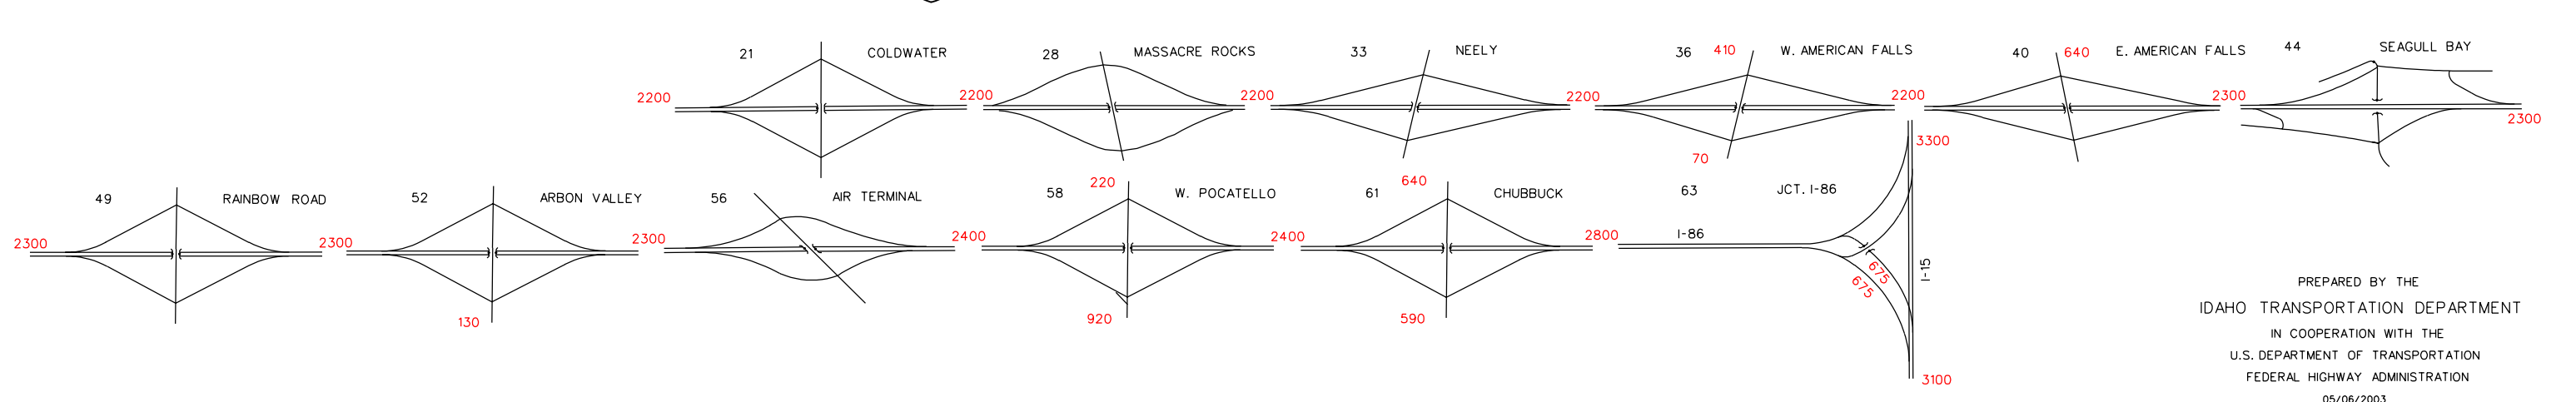 21 COLDWATER 28 MASSACRE ROCKS 33 NEELY 36 410 W. AMERICAN FALLS 40 640 E. AMERICAN FALLS 44 SEAGULL BAY
2200 2200 2200 2200 2200 2300 2300
3300
70
49 RAINBOW ROAD 52 ARBON VALLEY 56 AIR TERMINAL 58 220 W. POCATELLO 61 640 CHUBBUCK 63 JCT. I-86
2300 2300 2300 2400 2400 2800 I-86
675
675
I-15
130 920 590
3100
PREPARED BY THE
IDAHO TRANSPORTATION DEPARTMENT
IN COOPERATION WITH THE
U.S. DEPARTMENT OF TRANSPORTATION
FEDERAL HIGHWAY ADMINISTRATION
05/06/2003